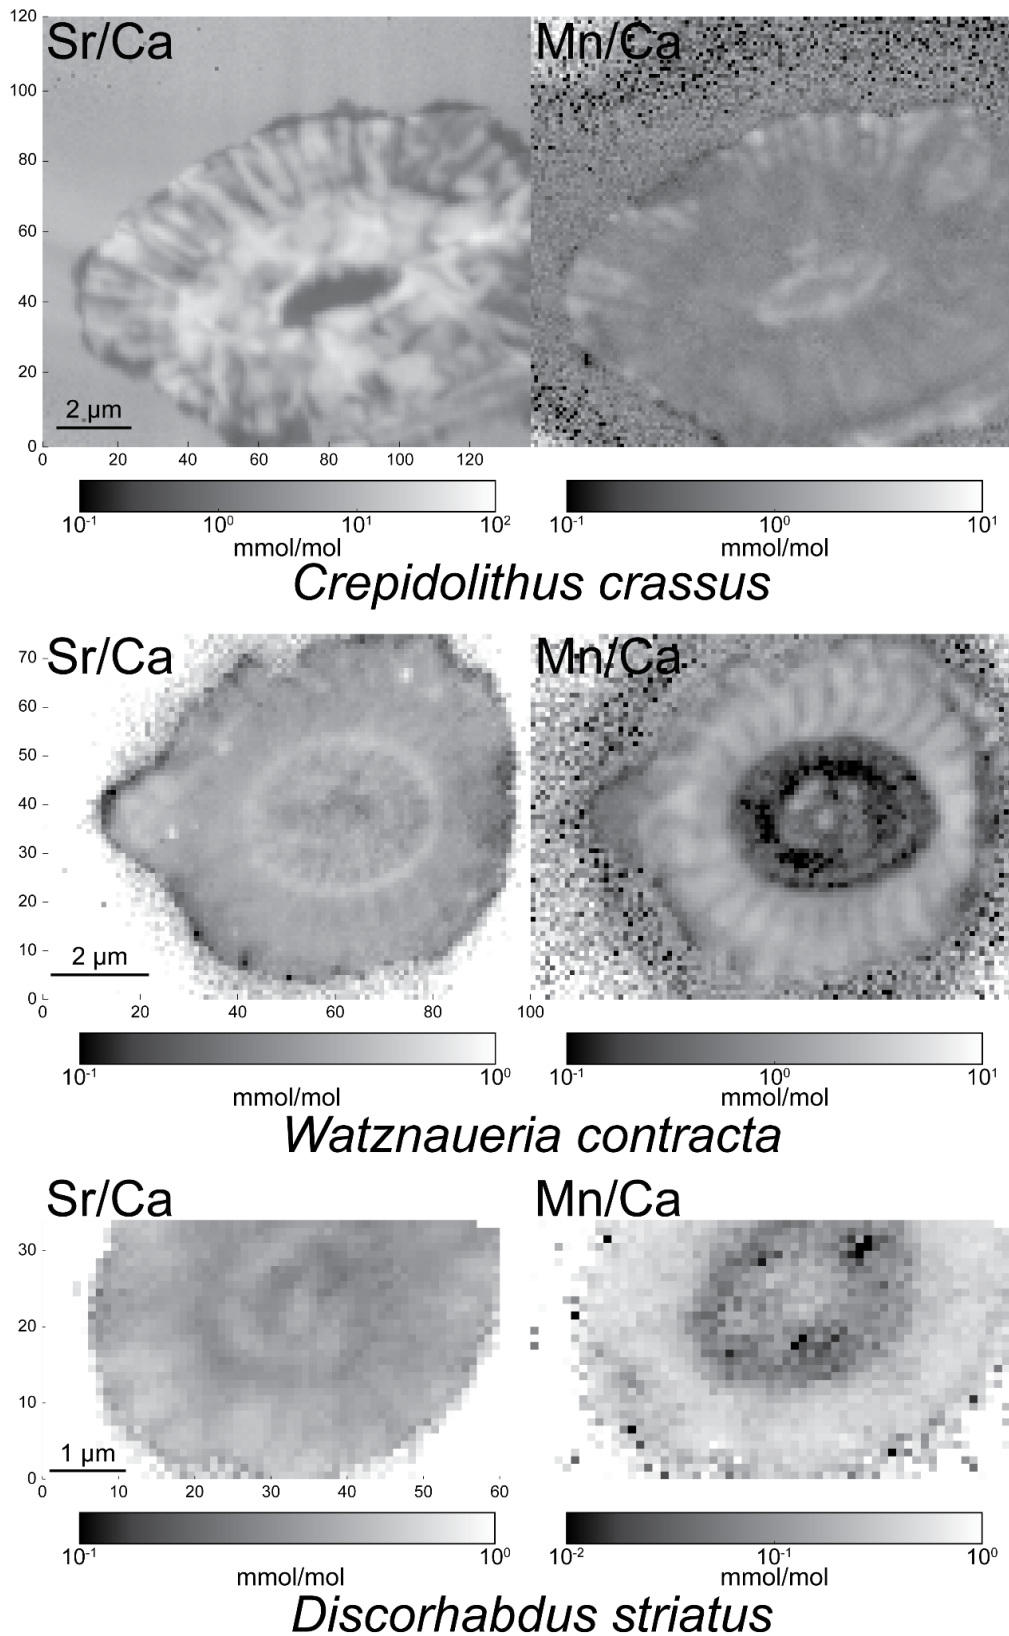 Sr/Ca Mn/Ca
120
100
80
60
40
20
0
2 µm
0 20 40 60 80 100 120
10-1 100 101 102 10-1 100 101
mmol/mol mmol/mol
Crepidolithus crassus
Sr/Ca Mn/Ca
70
60
50
40
30
20
10
0
2 µm
0 20 40 60 80 100
10-1 100 10-1 100 101
mmol/mol mmol/mol
Watznaueria contracta
Sr/Ca Mn/Ca
30
20
10
0
1 µm
0 10 20 30 40 50 60
10-1 100 10-2 10-1 100
mmol/mol mmol/mol
Discorhabdus striatus